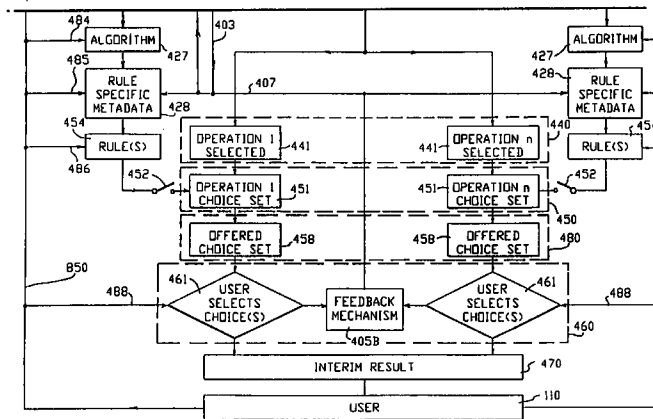 484
403
ALGORITHM
427
ALGORITHM
427
485
428
RULE
SPECIFIC
METADATA
428
407
RULE
SPECIFIC
METADATA
454
RULE(S)
486
OPERATION 1
SELECTED
441
OPERATION n
SELECTED
441
440
RULE(S)
454
452
OPERATION 1
CHOICE SET
451
OPERATION n
CHOICE SET
451
452
450
OFFERED
CHOICE SET
458
OFFERED
CHOICE SET
458
480
850
488
461
USER
SELECTS
CHOICE(S)
FEEDBACK
MECHANISM
405B
USER
SELECTS
CHOICE(S)
461
488
460
INTERIM RESULT
470
USER
110